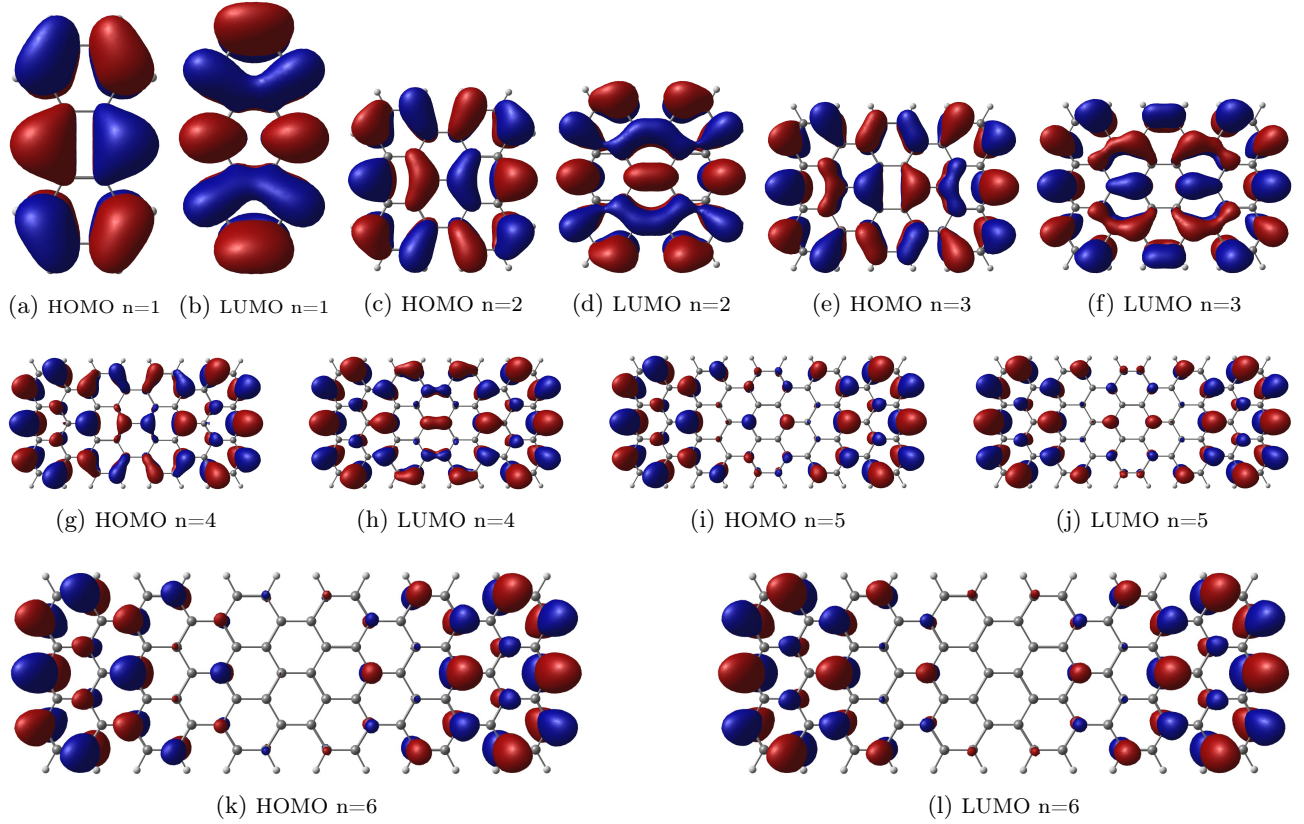 (a) HOMO n=1 (b) LUMO n=1 (c) HOMO n=2 (d) LUMO n=2 (e) HOMO n=3 (f) LUMO n=3
(g) HOMO n=4 (h) LUMO n=4 (i) HOMO n=5 (j) LUMO n=5
(k) HOMO n=6 (l) LUMO n=6